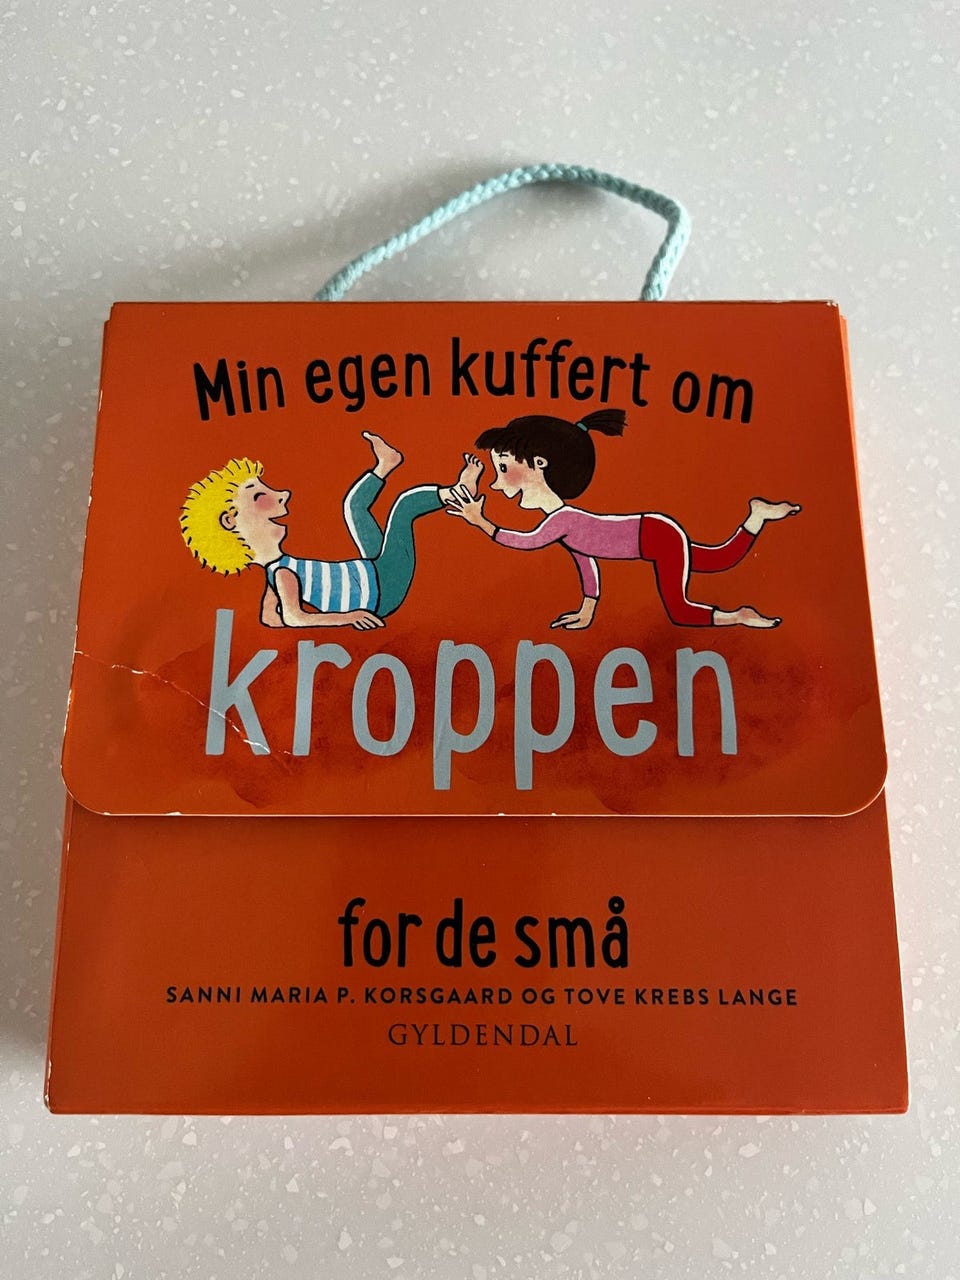 Min egen kuffert om
kroppen
for de små
SANNI MARIA P. KORSGAARD OG TOVE KREBS LANGE
GYLDENDAL